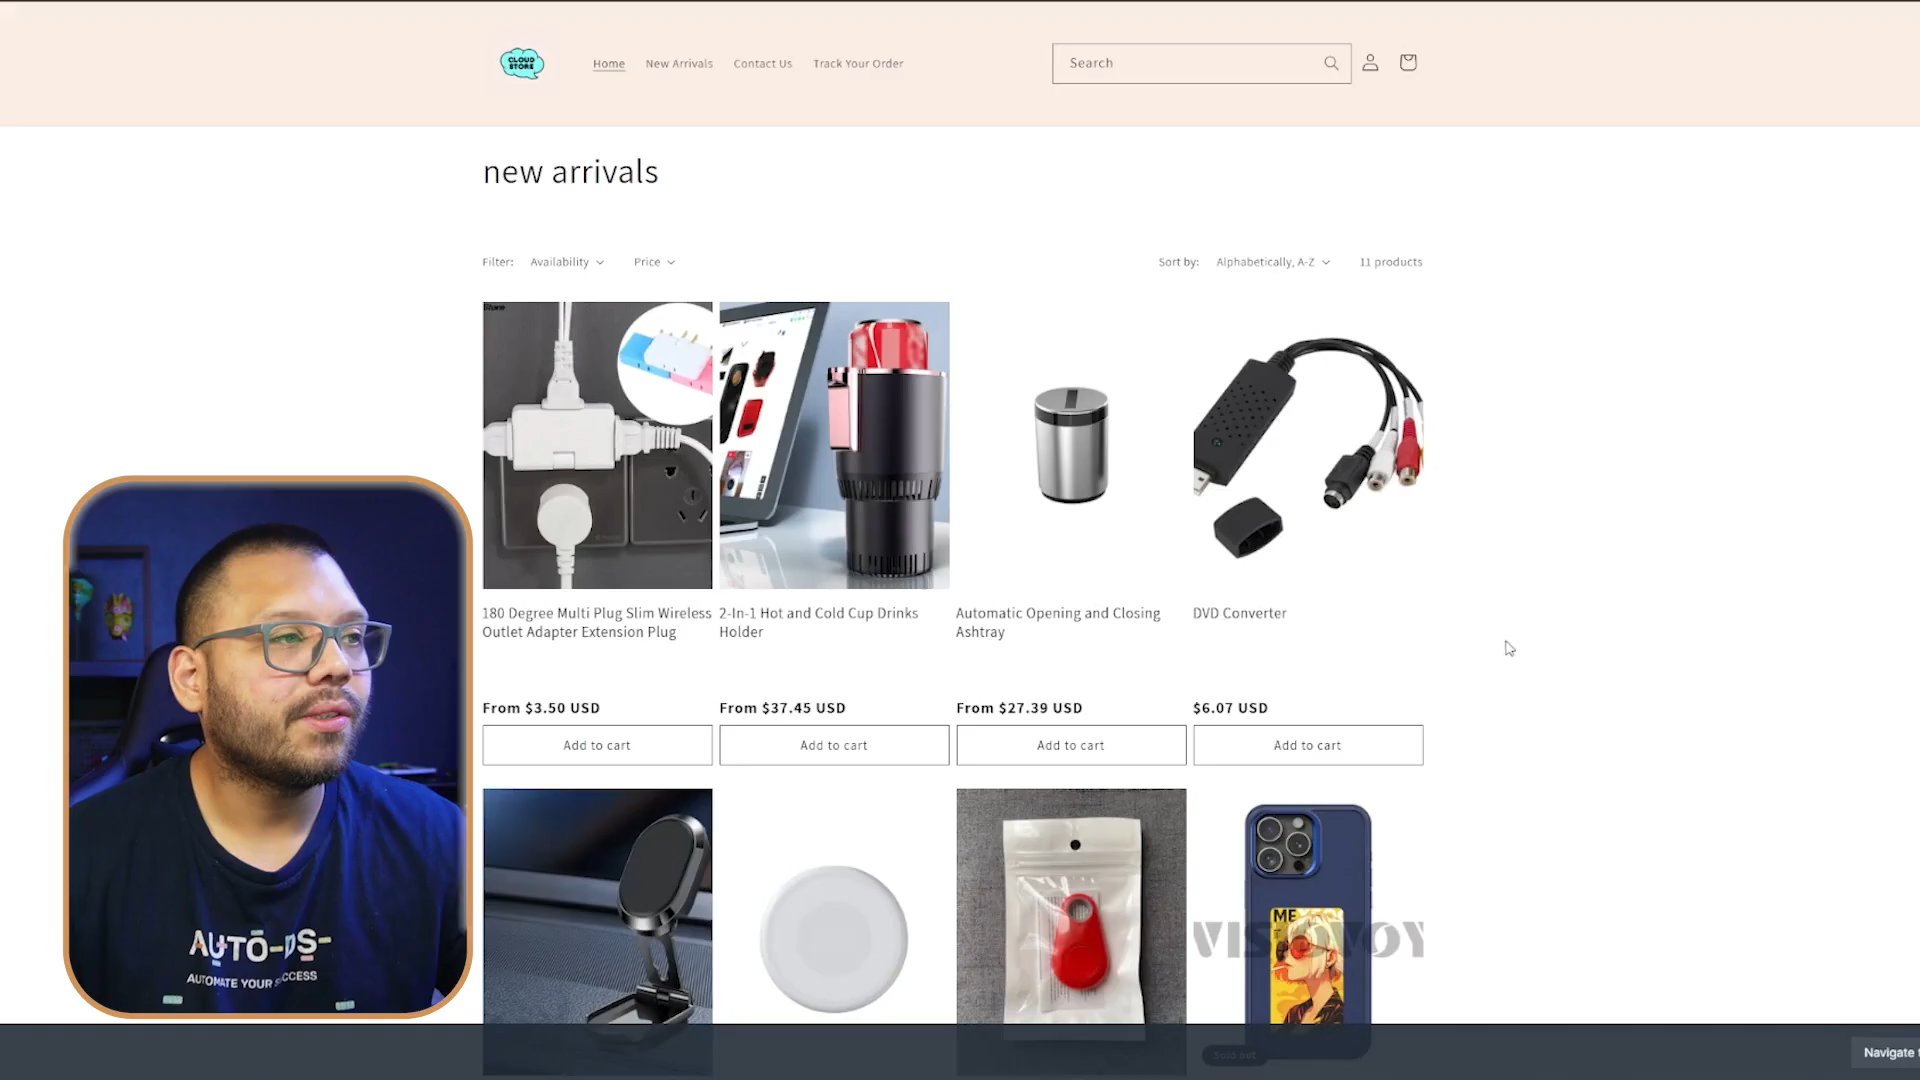 CLOUD
STORE
Home
New Arrivals
Contact Us
Track Your Order
Search
new arrivals
Filter:
Availability
Price
Sort by:
Alphabetically, A-Z
11 products
180 Degree Multi Plug Slim Wireless
Outlet Adapter Extension Plug
2-In-1 Hot and Cold Cup Drinks
Holder
Automatic Opening and Closing
Ashtray
DVD Converter
From $3.50 USD
From $37.45 USD
From $27.39 USD
$6.07 USD
Add to cart
Add to cart
Add to cart
Add to cart
ME
AUTO-DS-
AUTOMATE YOUR SUCCESS
Sold out
Navigate